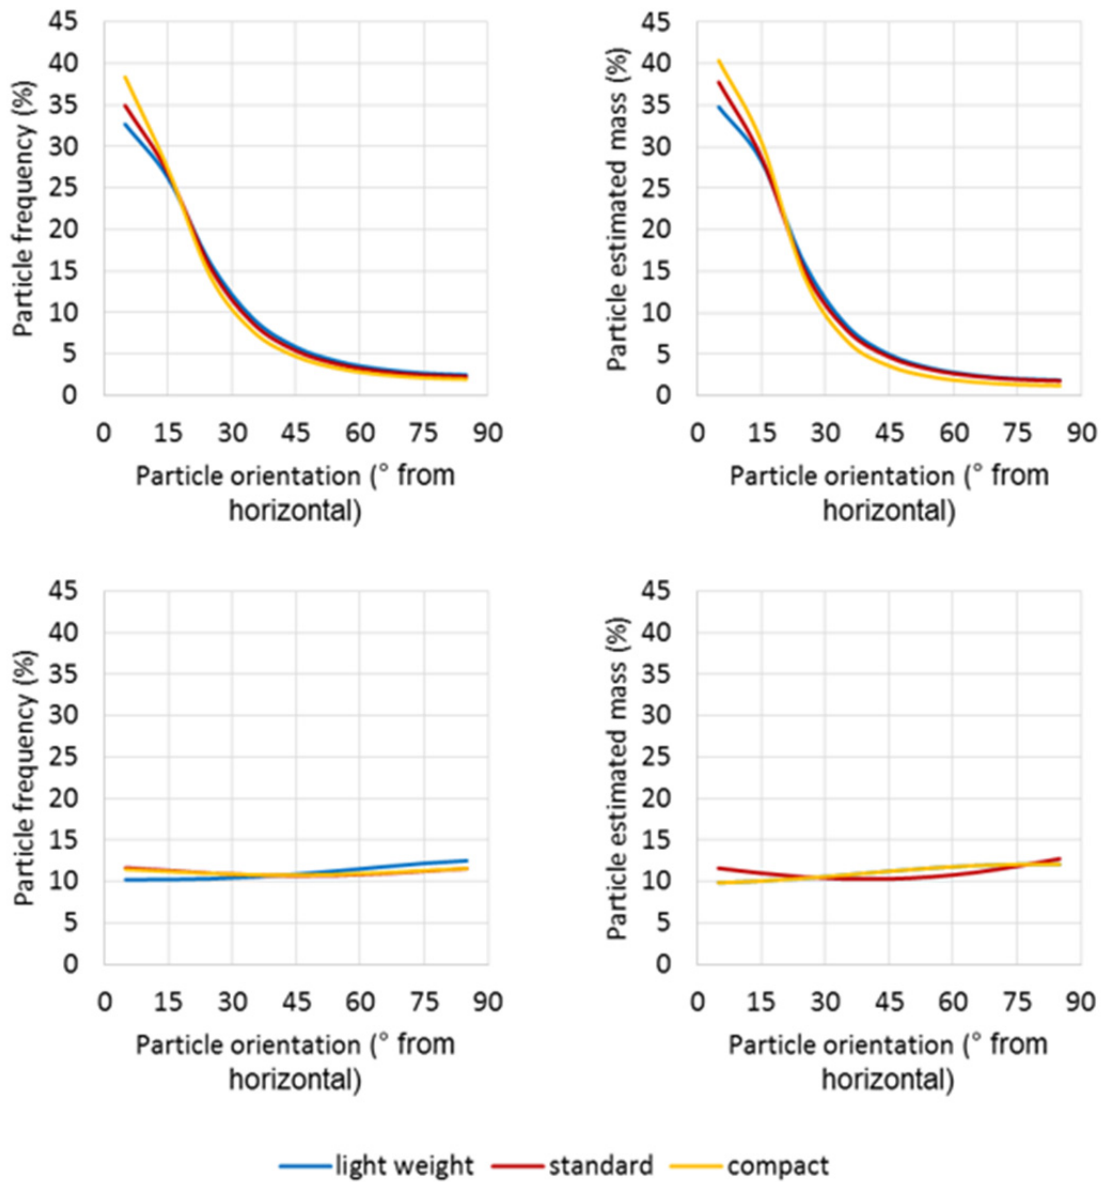 Particle frequency (%)
45
40
35
30
25
20
15
10
5
0
0 15 30 45 60 75 90
Particle orientation (° from
horizontal)
Particle estimated mass (%)
45
40
35
30
25
20
15
10
5
0
0 15 30 45 60 75 90
Particle orientation (° from
horizontal)
Particle frequency (%)
45
40
35
30
25
20
15
10
5
0
0 15 30 45 60 75 90
Particle orientation (° from
horizontal)
Particle estimated mass (%)
45
40
35
30
25
20
15
10
5
0
0 15 30 45 60 75 90
Particle orientation (° from
horizontal)
light weight standard compact